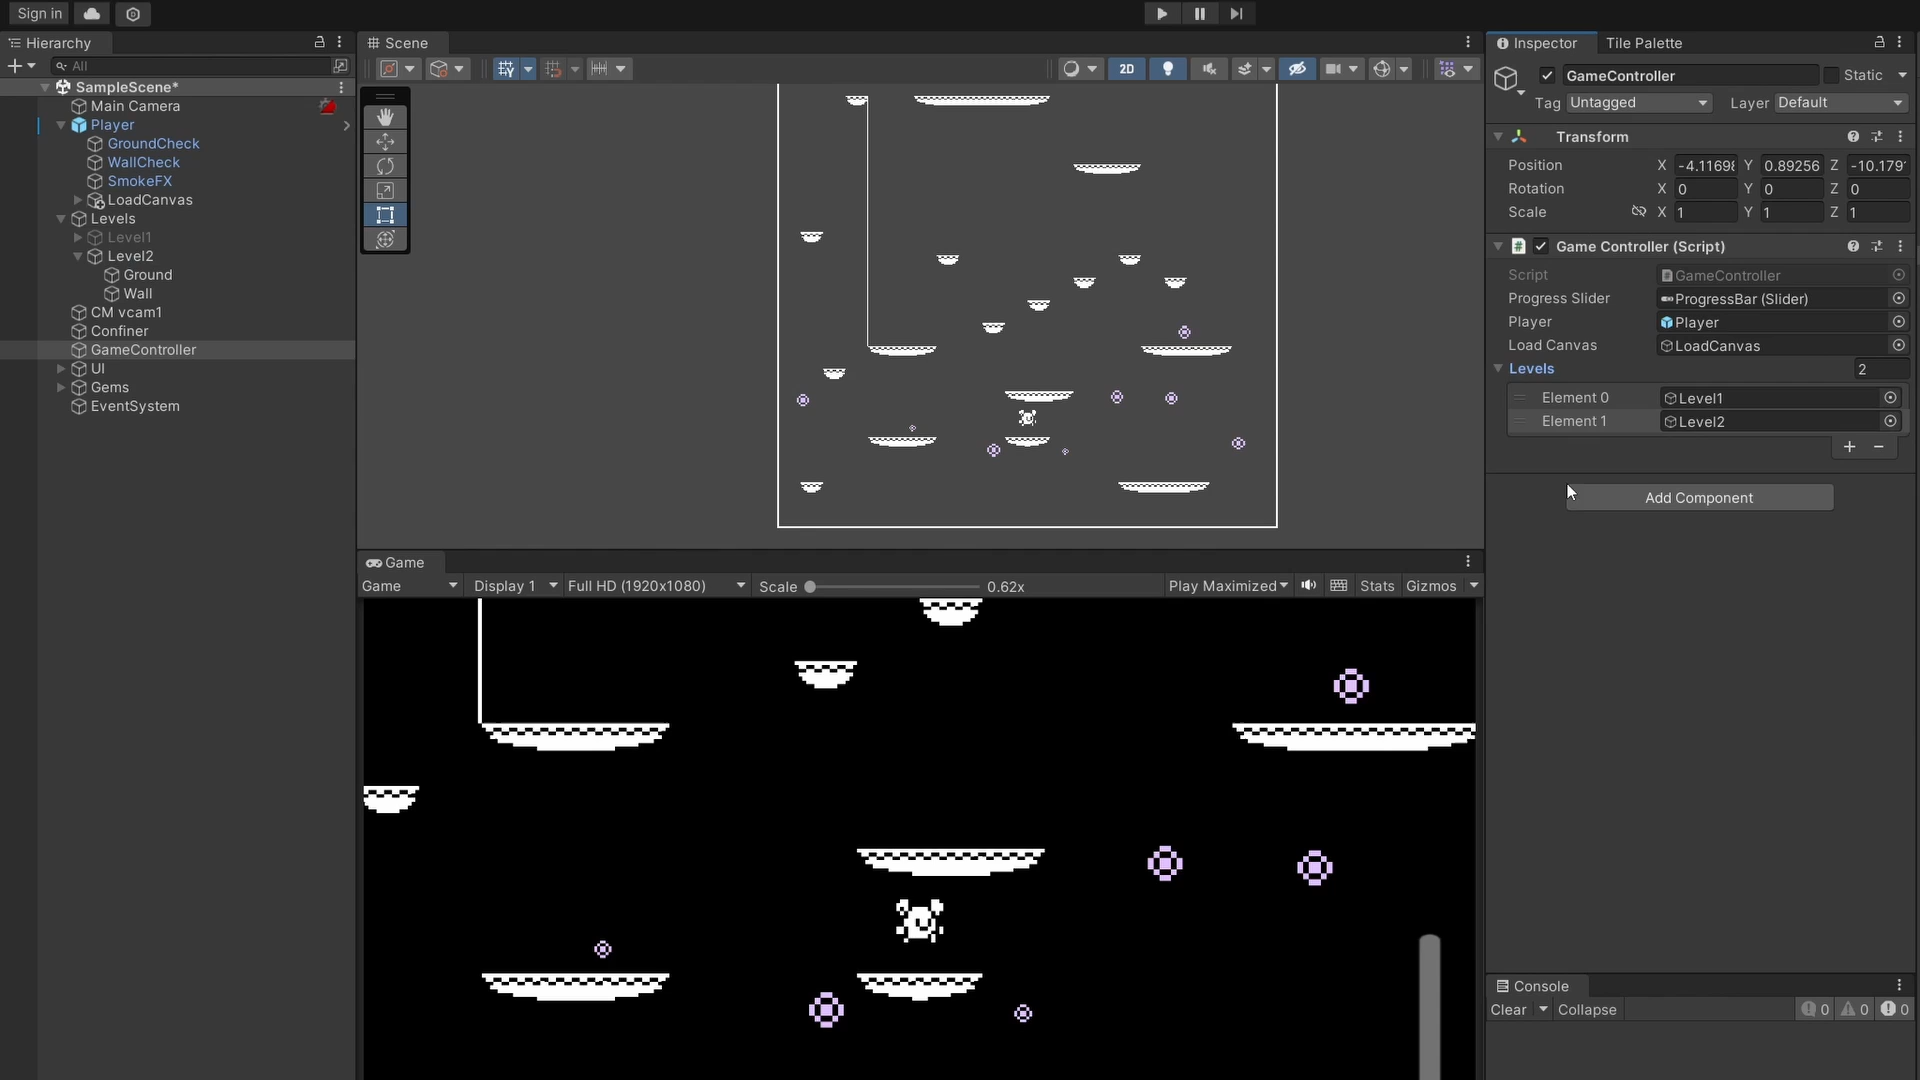 Sign in
Hierarchy
All
SampleScene*
Main Camera
Player
GroundCheck
WallCheck
SmokeFX
LoadCanvas
Levels
Level1
Level2
Ground
Wall
CM vcam1
Confiner
GameController
UI
Gems
EventSystem
Scene
2D
Game
Game Display 1 Full HD (1920x1080) Scale 0.62x Play Maximized Stats Gizmos
Inspector Tile Palette
GameController Static
Tag Untagged Layer Default
Transform
Position X -4.11698 Y 0.89256 Z -10.179
Rotation X 0 Y 0 Z 0
Scale X 1 Y 1 Z 1
# Game Controller (Script)
Script GameController
Progress Slider ProgressBar (Slider)
Player Player
Load Canvas LoadCanvas
Levels 2
Element 0 Level1
Element 1 Level2
+ −
Add Component
Console
Clear Collapse 0 0 0